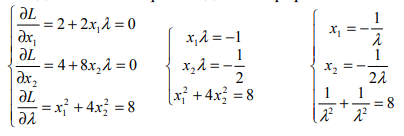 ∂L/∂x₁ = 2 + 2x₁λ = 0
∂L/∂x₂ = 4 + 8x₂λ = 0
∂L/∂λ = x₁² + 4x₂² = 8
x₁λ = −1
x₂λ = −1/2
x₁² + 4x₂² = 8
x₁ = −1/λ
x₂ = −1/2λ
1/λ² + 1/λ² = 8